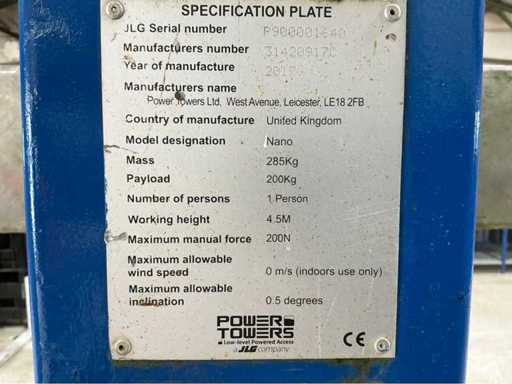 SPECIFICATION PLATE
JLG Serial number P900001640
Manufacturers number 31420917C
Year of manufacture
Manufacturers name
Power Towers Ltd, West Avenue, Leicester, LE18 2FB
Country of manufacture United Kingdom
Model designation Nano
Mass 285Kg
Payload 200Kg
Number of persons 1 Person
Working height 4.5M
Maximum manual force 200N
Maximum allowable
wind speed 0 m/s (indoors use only)
Maximum allowable
inclination 0.5 degrees
POWER
TOWERS
Low-level Powered Access
a JLG company
CE